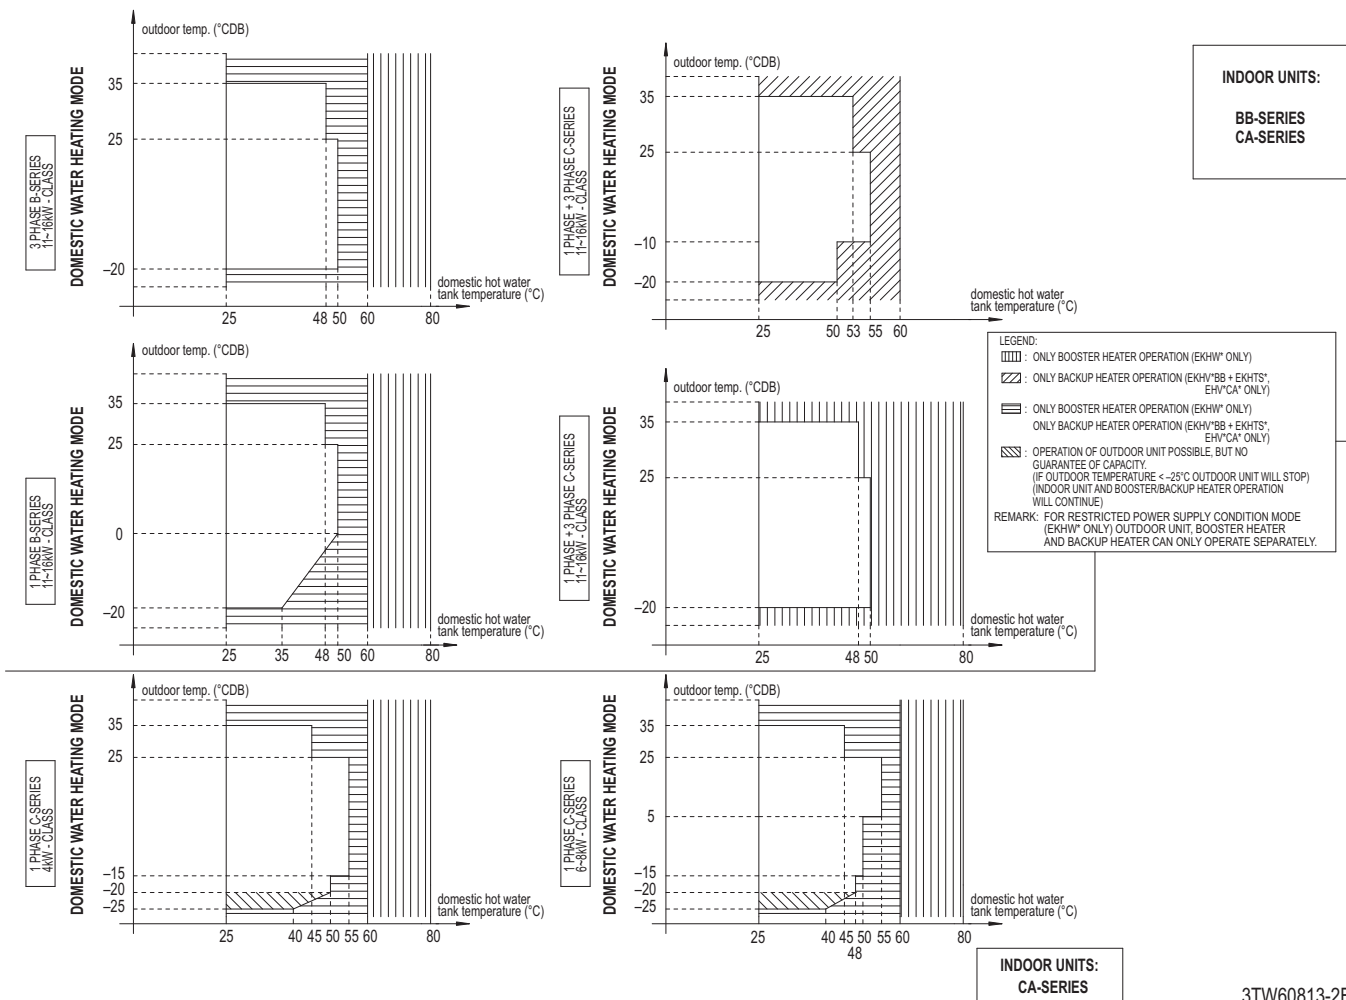 outdoor temp. (°CDB)
35
25
–20
3 PHASE B-SERIES
11~16kW - CLASS
DOMESTIC WATER HEATING MODE
domestic hot water
tank temperature (°C)
25 48 50 60 80
outdoor temp. (°CDB)
35
25
–10
–20
1 PHASE + 3 PHASE C-SERIES
11~16kW - CLASS
DOMESTIC WATER HEATING MODE
domestic hot water
tank temperature (°C)
25 50 53 55 60
INDOOR UNITS:
BB-SERIES
CA-SERIES
outdoor temp. (°CDB)
35
25
0
–20
1 PHASE B-SERIES
11~16kW - CLASS
DOMESTIC WATER HEATING MODE
domestic hot water
tank temperature (°C)
25 35 48 50 60 80
outdoor temp. (°CDB)
35
25
–20
1 PHASE +3 PHASE C-SERIES
11~16kW - CLASS
DOMESTIC WATER HEATING MODE
domestic hot water
tank temperature (°C)
25 48 50 80
LEGEND:
: ONLY BOOSTER HEATER OPERATION (EKHW* ONLY)
: ONLY BACKUP HEATER OPERATION (EKHV*BB + EKHTS*,
EHV*CA* ONLY)
: ONLY BOOSTER HEATER OPERATION (EKHW* ONLY)
ONLY BACKUP HEATER OPERATION (EKHV*BB + EKHTS*,
EHV*CA* ONLY)
: OPERATION OF OUTDOOR UNIT POSSIBLE, BUT NO
GUARANTEE OF CAPACITY.
(IF OUTDOOR TEMPERATURE < –25°C OUTDOOR UNIT WILL STOP)
(INDOOR UNIT AND BOOSTER/BACKUP HEATER OPERATION
WILL CONTINUE)
REMARK: FOR RESTRICTED POWER SUPPLY CONDITION MODE
(EKHW* ONLY) OUTDOOR UNIT, BOOSTER HEATER
AND BACKUP HEATER CAN ONLY OPERATE SEPARATELY.
outdoor temp. (°CDB)
35
25
–15
–20
–25
1 PHASE C-SERIES
4kW - CLASS
DOMESTIC WATER HEATING MODE
domestic hot water
tank temperature (°C)
25 40 45 50 55 60 80
outdoor temp. (°CDB)
35
25
5
–15
–20
–25
1 PHASE C-SERIES
6~8kW - CLASS
DOMESTIC WATER HEATING MODE
domestic hot water
tank temperature (°C)
25 40 45 50 55 60 80
48
INDOOR UNITS:
CA-SERIES